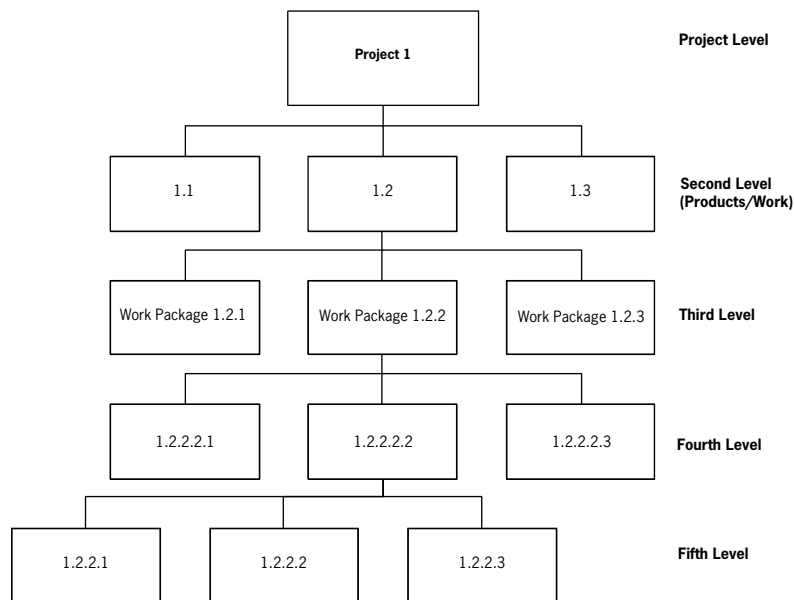 Project 1
Project Level
1.1
1.2
1.3
Second Level
(Products/Work)
Work Package 1.2.1
Work Package 1.2.2
Work Package 1.2.3
Third Level
1.2.2.2.1
1.2.2.2.2
1.2.2.2.3
Fourth Level
1.2.2.1
1.2.2.2
1.2.2.3
Fifth Level